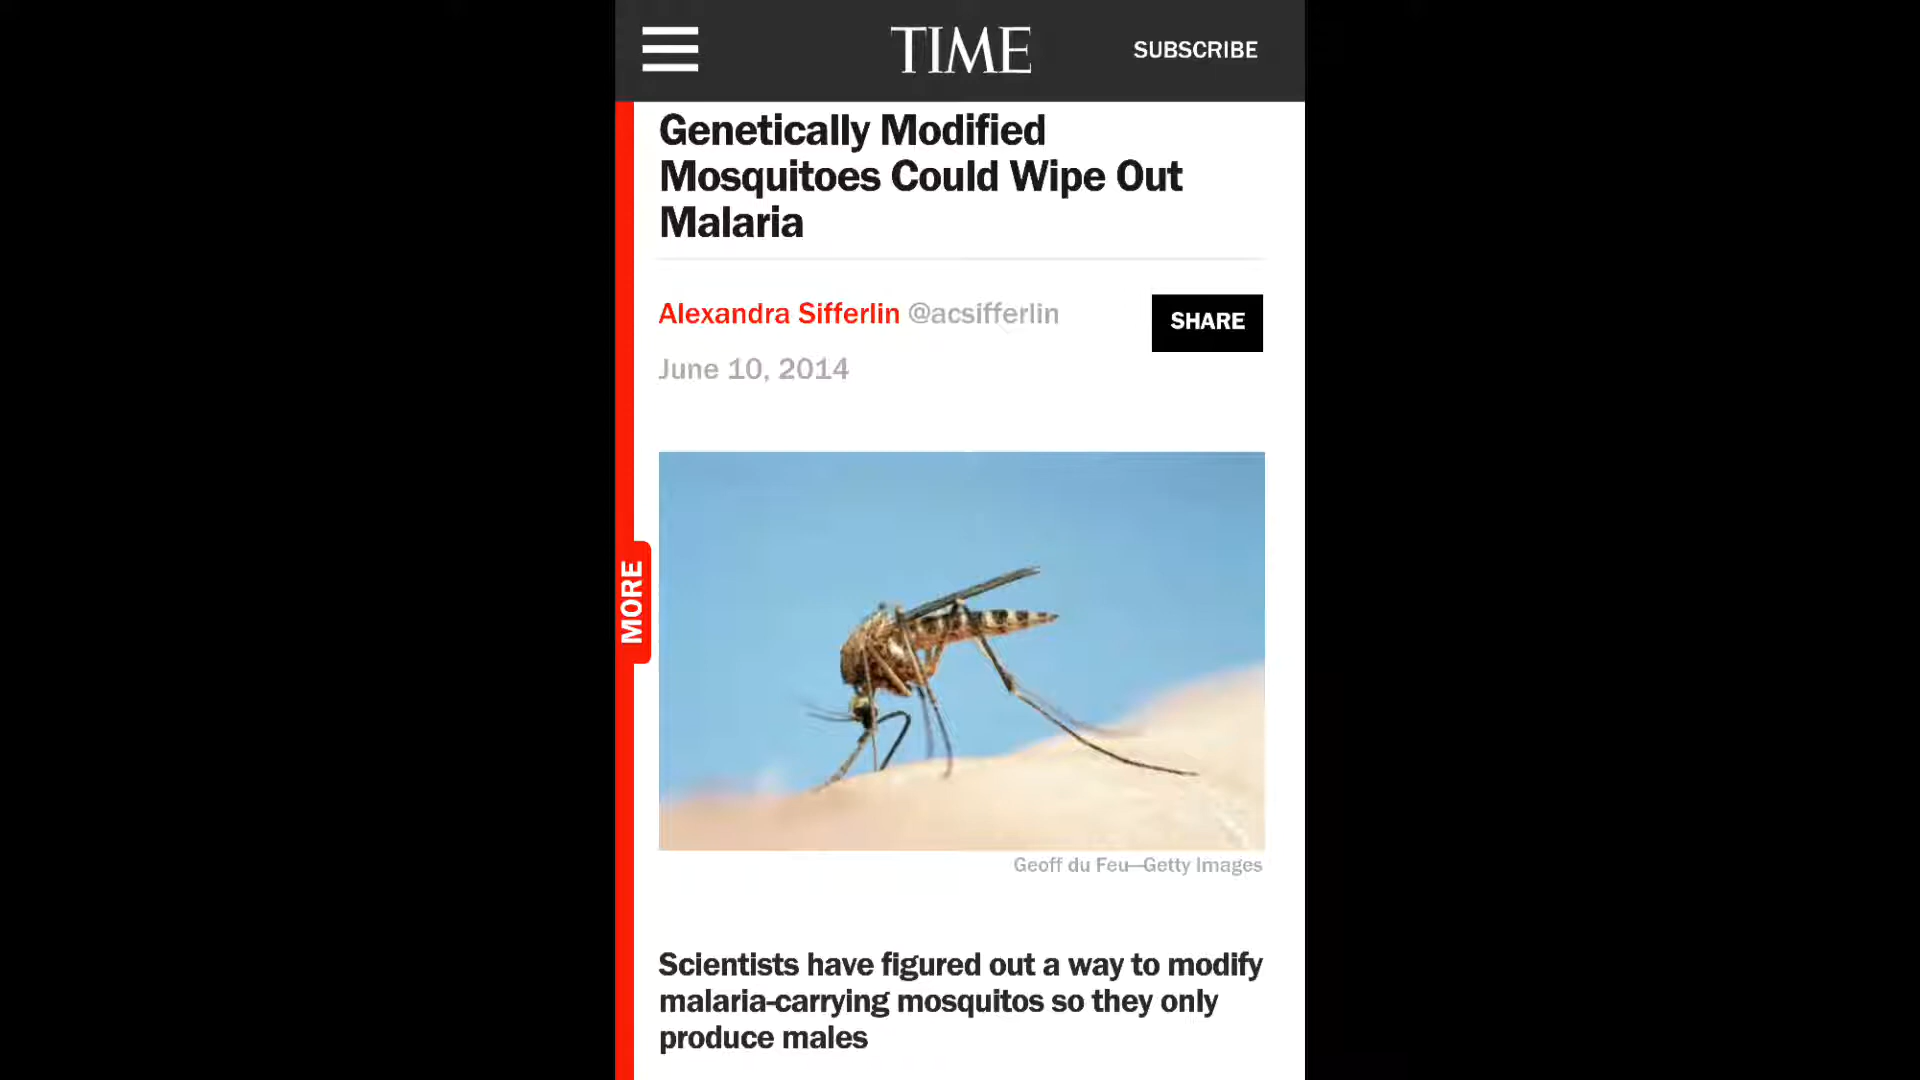 TIME
SUBSCRIBE
Genetically Modified
Mosquitoes Could Wipe Out
Malaria
Alexandra Sifferlin @acsifferlin
SHARE
June 10, 2014
MORE
Geoff du Feu—Getty Images
Scientists have figured out a way to modify
malaria-carrying mosquitos so they only
produce males